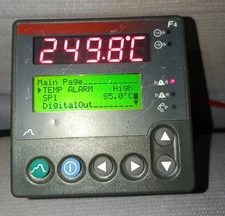 F4
249.8°C
Main Page
▶TEMP ALARM High
SP1 85.0°C
DigitalOut